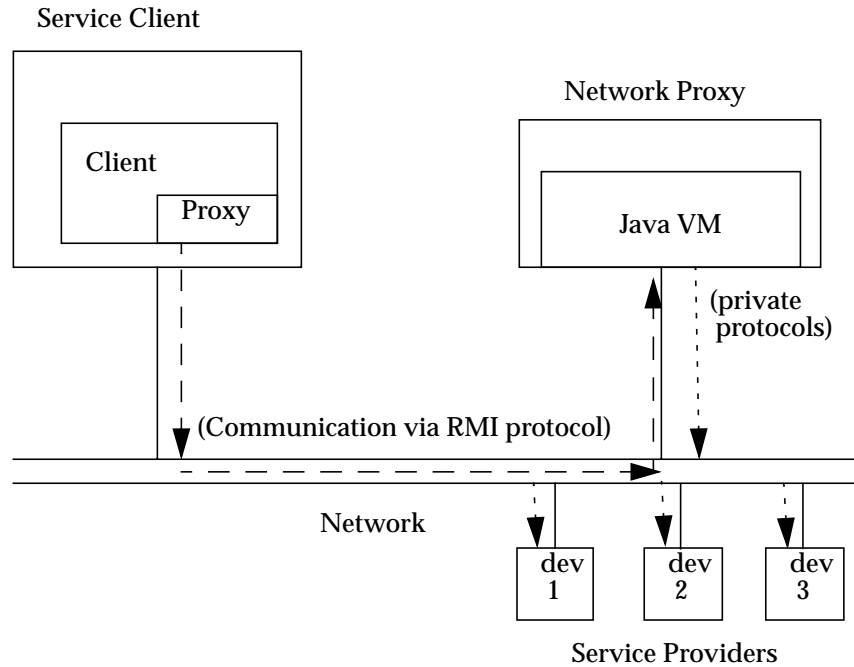 Service Client
Network Proxy
Client
Proxy
Java VM
(private
protocols)
(Communication via RMI protocol)
Network
dev
1
dev
2
dev
3
Service Providers